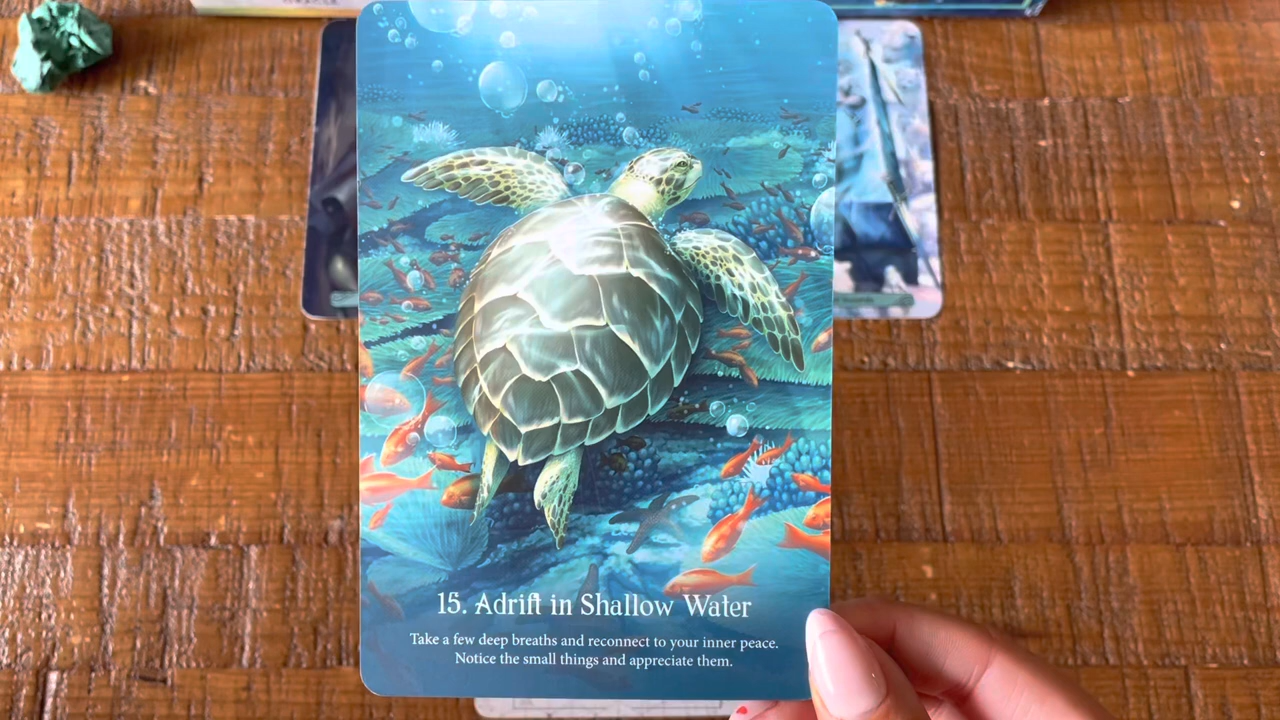 15. Adrift in Shallow Water
Take a few deep breaths and reconnect to your inner peace.
Notice the small things and appreciate them.